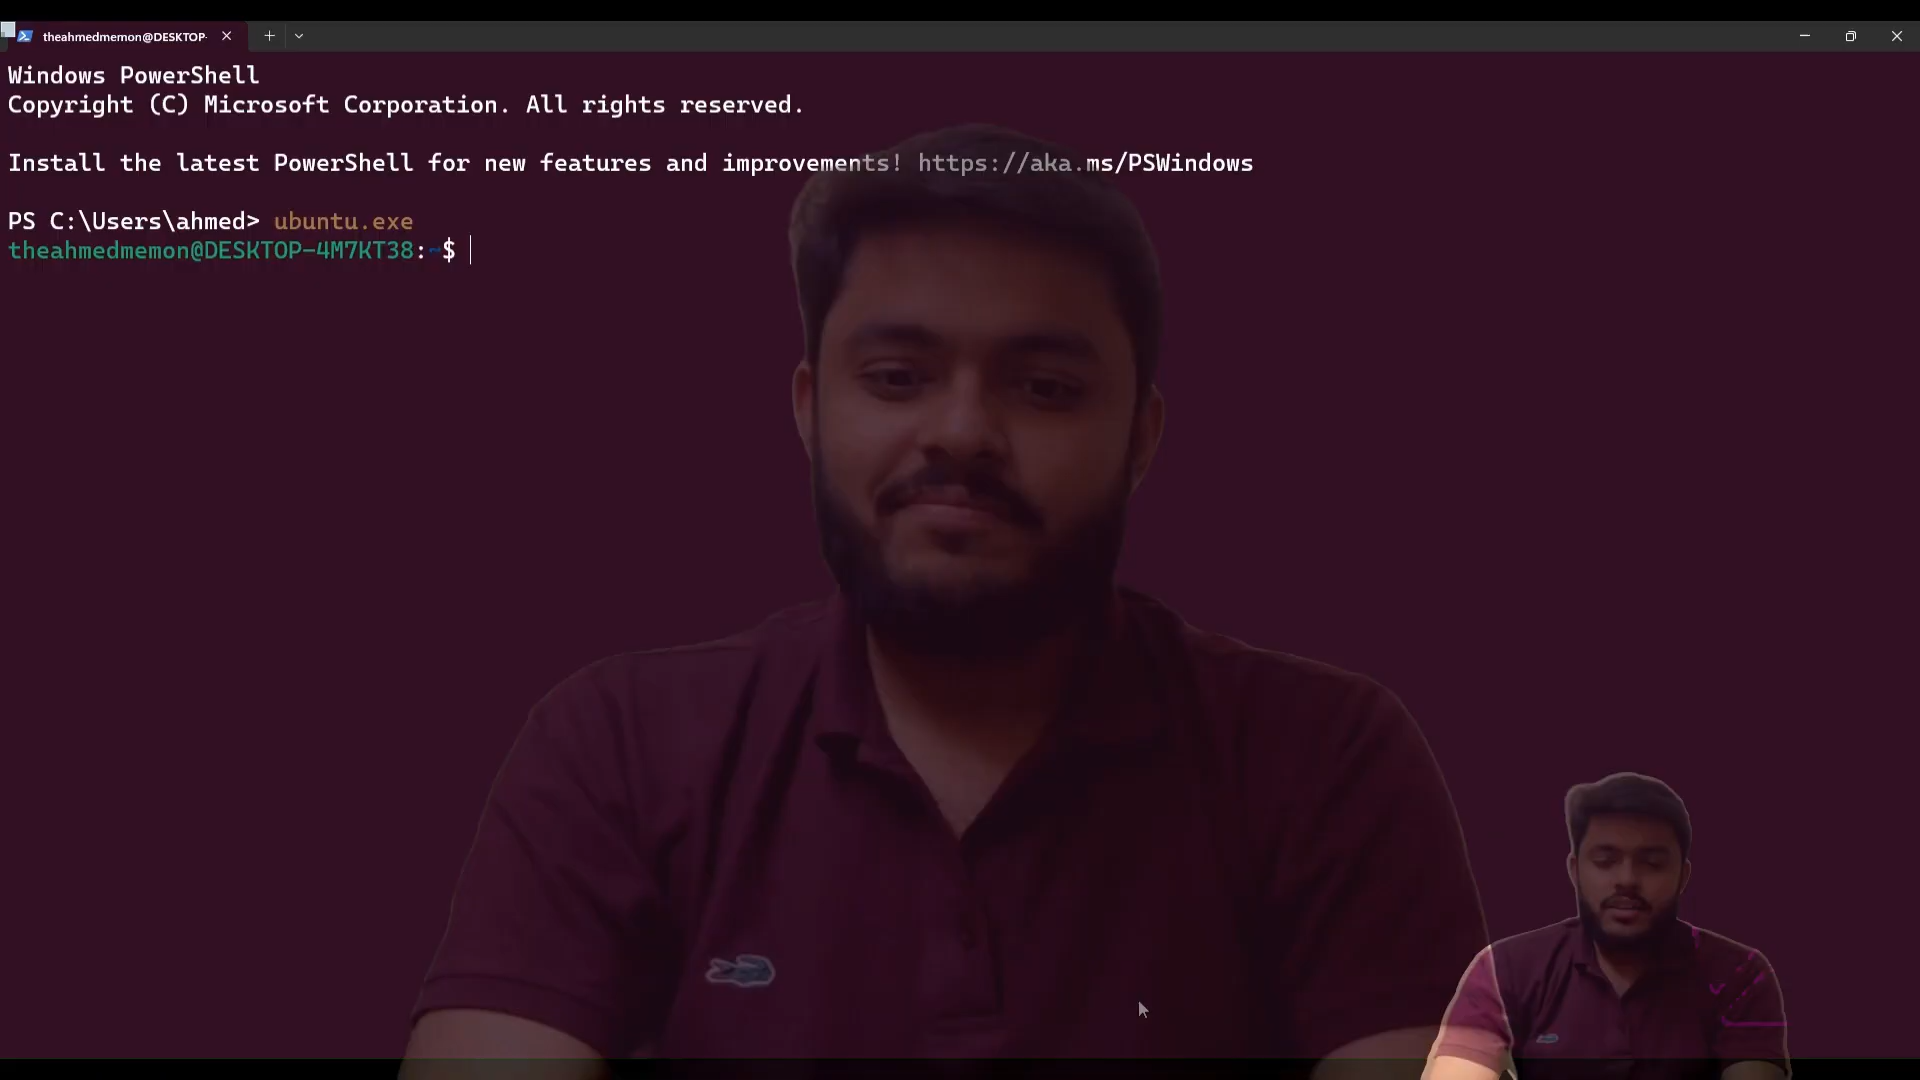 theahmedmemon@DESKTOP-
Windows PowerShell
Copyright (C) Microsoft Corporation. All rights reserved.
Install the latest PowerShell for new features and improvements! https://aka.ms/PSWindows
PS C:\Users\ahmed> ubuntu.exe
theahmedmemon@DESKTOP-4M7KT38:~$